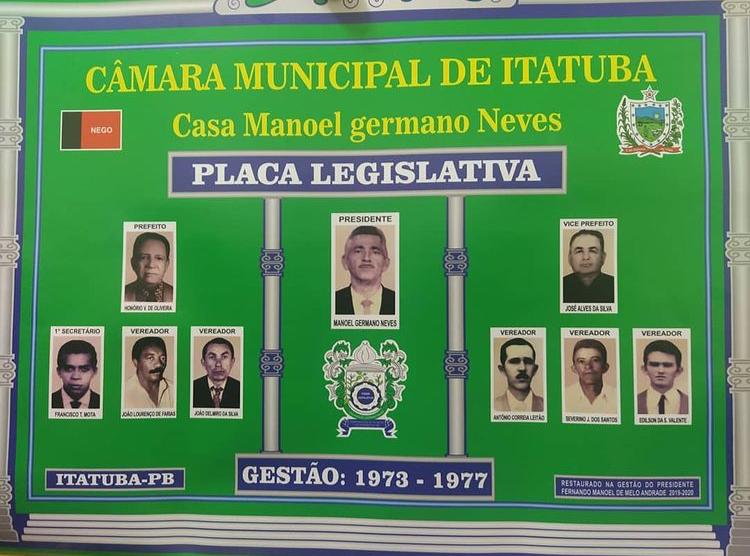 CÂMARA MUNICIPAL DE ITATUBA
Casa Manoel germano Neves
NEGO
PLACA LEGISLATIVA
PREFEITO
HONÓRIO V. DE OLIVEIRA
PRESIDENTE
MANOEL GERMANO NEVES
VICE PREFEITO
JOSÉ ALVES DA SILVA
1º SECRETÁRIO
FRANCISCO T. MOTA
VEREADOR
JOÃO LOURENÇO DE FARIAS
VEREADOR
JOÃO DELMIRO DA SILVA
VEREADOR
ANTÔNIO CORREIA LEITÃO
VEREADOR
SEVERINO J. DOS SANTOS
VEREADOR
EDILSON DA S. VALENTE
ITATUBA-PB
GESTÃO: 1973 - 1977
RESTAURADO NA GESTÃO DO PRESIDENTE
FERNANDO MANOEL DE MELO ANDRADE 2019-2020